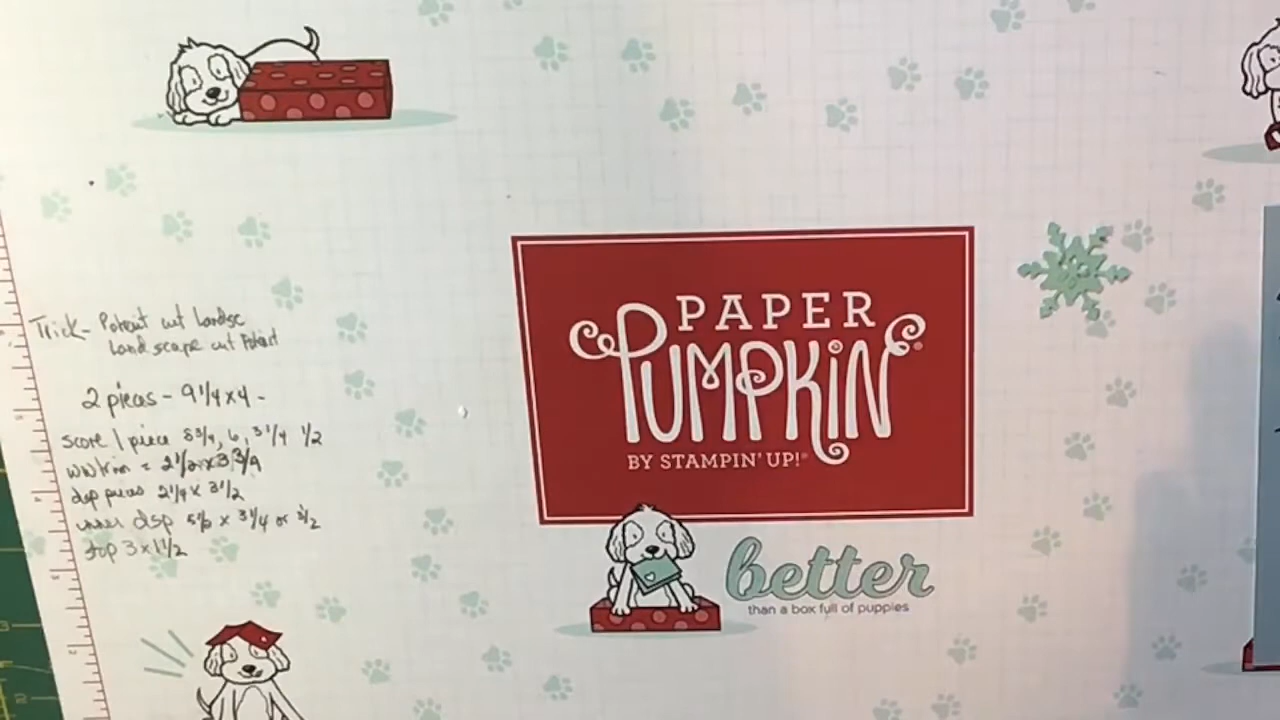 Trick - Potrait cut landsc
landscape cut Potrait
2 pieces - 9 1/4 x 4 -
score 1 piece 8 3/4, 6, 3 1/4 1/2
= 2 1/2 x 3 3/4
dsp pieces 2 1/4 x 3 1/2
inner dsp x 3 1/4 or 3 1/2
top 3 x 1 1/2
PAPER
PUMPKIN®
BY STAMPIN' UP!®
better
than a box full of puppies
3
2